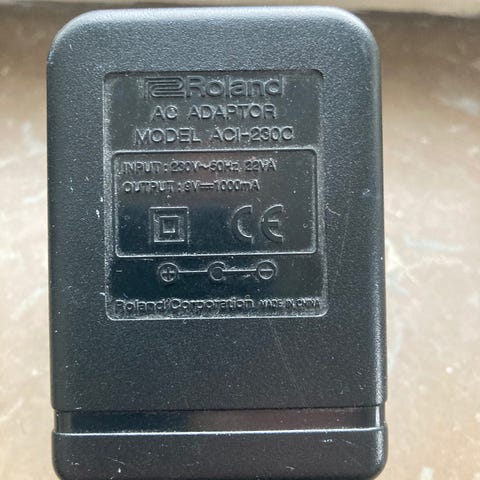 Roland
AC ADAPTOR
MODEL ACI-230C
INPUT : 230V~50Hz, 22VA
OUTPUT : 9V⎓1000mA
CE
+ C −
Roland Corporation MADE IN CHINA